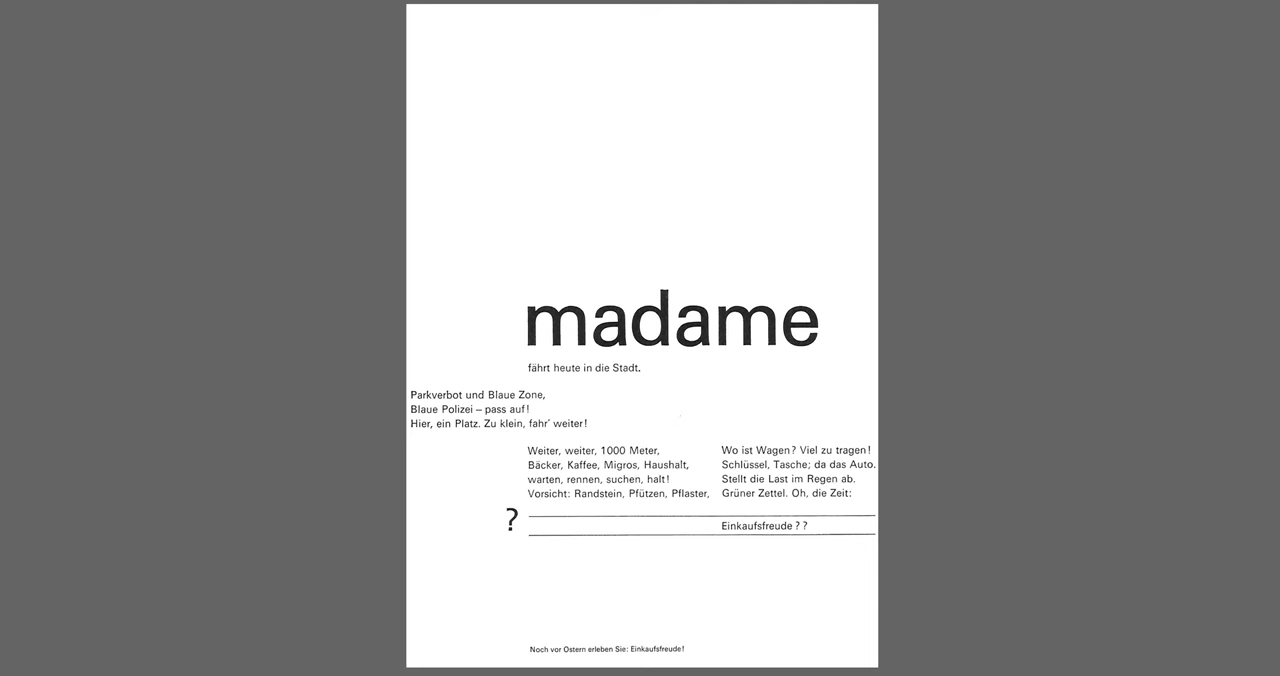 madame
fährt heute in die Stadt.
Parkverbot und Blaue Zone,
Blaue Polizei – pass auf!
Hier, ein Platz. Zu klein, fahr' weiter!
Weiter, weiter, 1000 Meter,
Bäcker, Kaffee, Migros, Haushalt,
warten, rennen, suchen, halt!
Vorsicht: Randstein, Pfützen, Pflaster,
Wo ist Wagen? Viel zu tragen!
Schlüssel, Tasche; da das Auto.
Stellt die Last im Regen ab.
Grüner Zettel. Oh, die Zeit:
?
Einkaufsfreude ? ?
Noch vor Ostern erleben Sie: Einkaufsfreude!